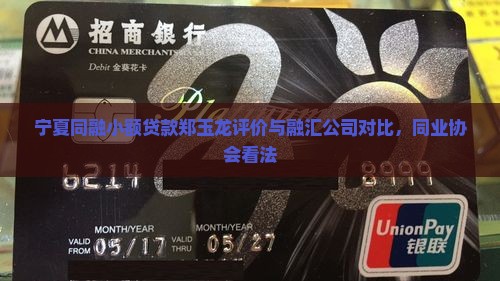 招商銀行
CHINA MERCHANTS
Debit 金葵花卡
宁夏同融小额贷款郑玉龙评价与融汇公司对比，同业协
会看法
6214 8999
MONTH/YEAR MONTH/YEAR
VALID FROM 05/17 VALID THRU 05/27
UnionPay
银联